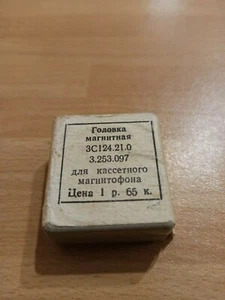 Головка
магнитная
3С124.21.0
3.253.097
для кассетного
магнитофона
Цена 1 р. 65 к.